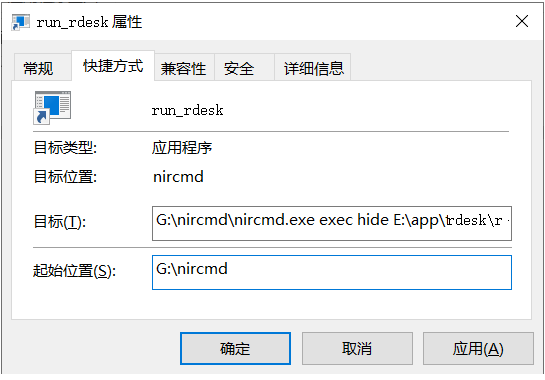 run_rdesk 属性
常规 快捷方式 兼容性 安全 详细信息
run_rdesk
目标类型: 应用程序
目标位置: nircmd
目标(T): G:\nircmd\nircmd.exe exec hide E:\app\rdesk\r
起始位置(S): G:\nircmd
确定 取消 应用(A)